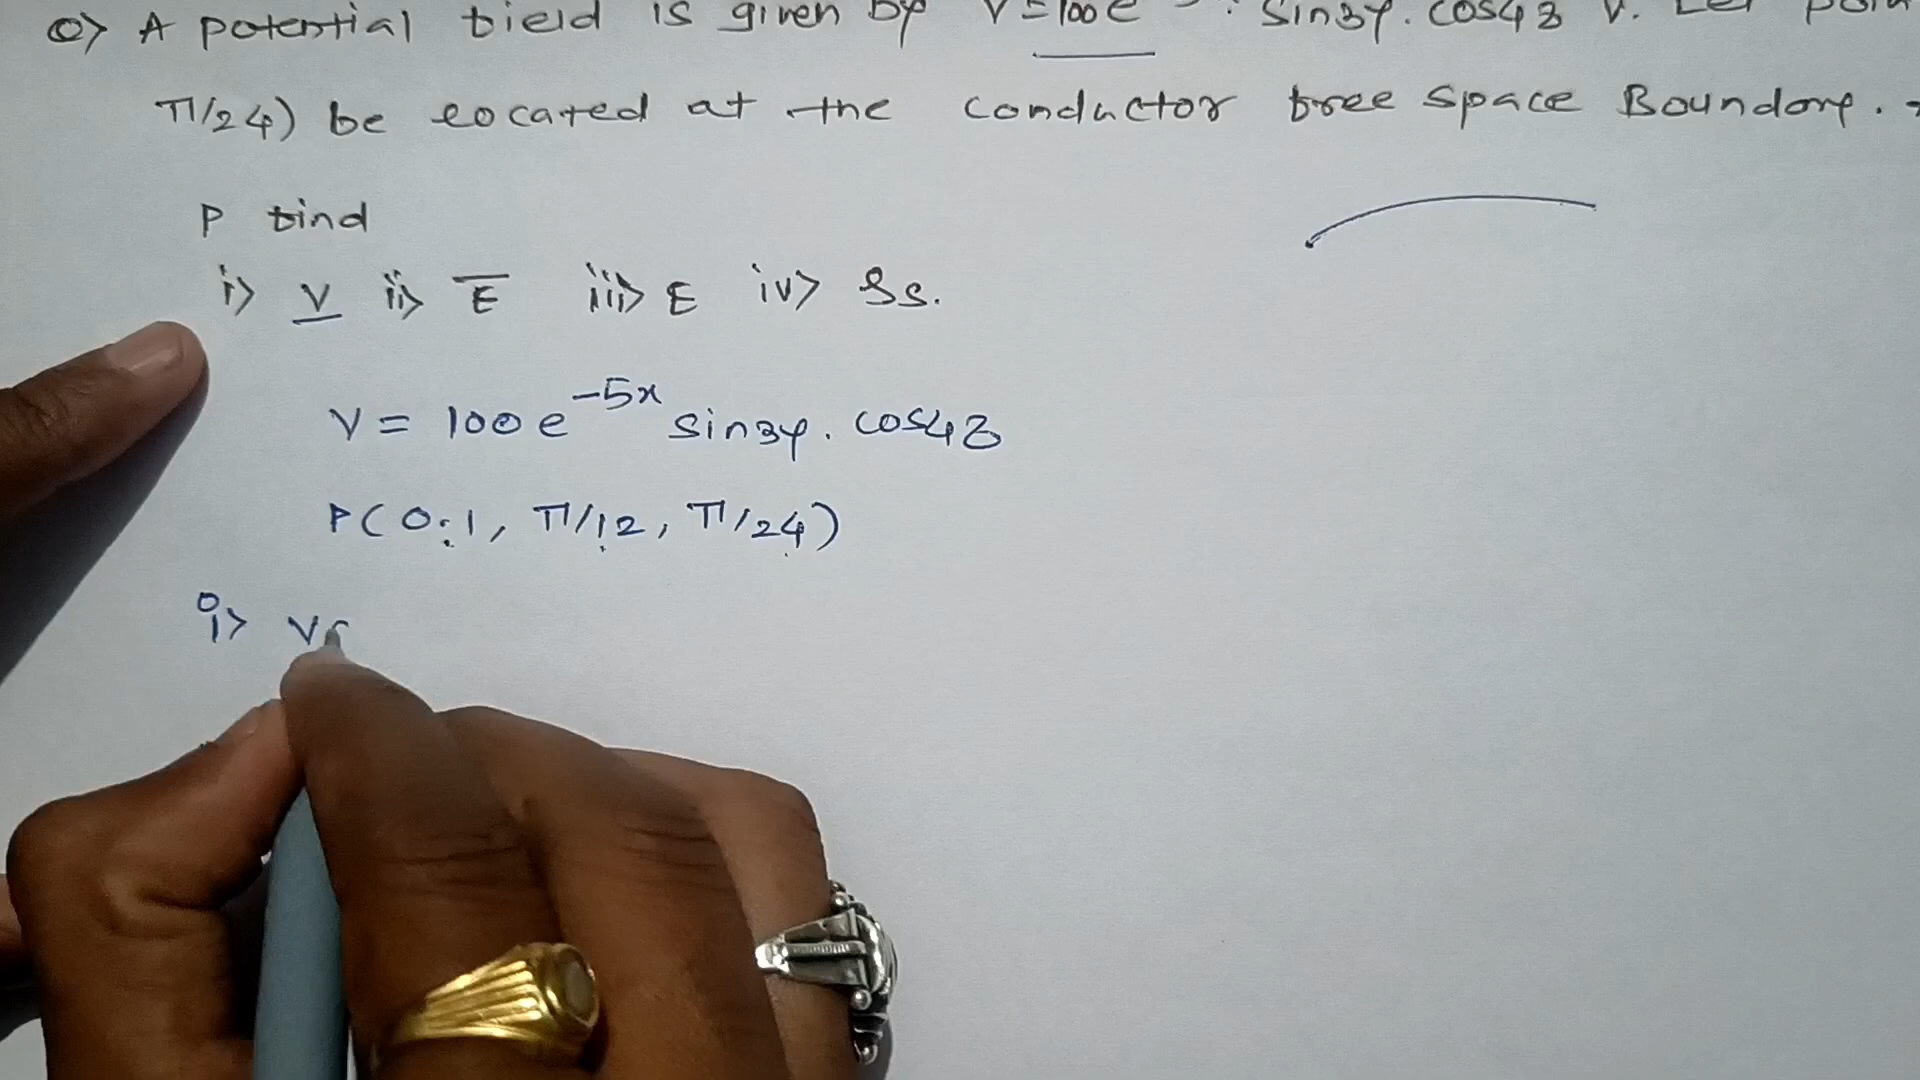 Q> A potential field is given by V=100e sin3y. cos4z V. Let
π/24) be located at the conductor free space Boundary.
P find
i> V ii> E iii> E iv> ρs.
V = 100 e^-5x sin3y. cos4z
P(0.1, π/12, π/24)
i>